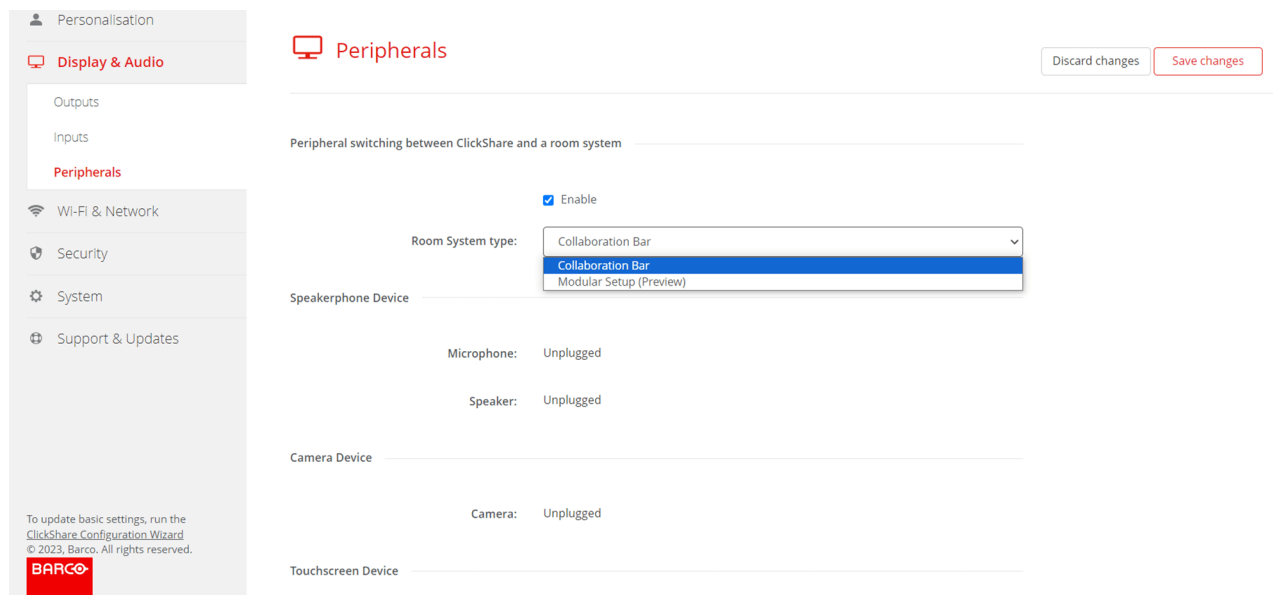 Personalisation
Display & Audio
Outputs
Inputs
Peripherals
Wi-Fi & Network
Security
System
Support & Updates
To update basic settings, run the
ClickShare Configuration Wizard
© 2023, Barco. All rights reserved.
BARCO
Peripherals
Discard changes
Save changes
Peripheral switching between ClickShare and a room system
Enable
Room System type:
Collaboration Bar
Collaboration Bar
Modular Setup (Preview)
Speakerphone Device
Microphone: Unplugged
Speaker: Unplugged
Camera Device
Camera: Unplugged
Touchscreen Device